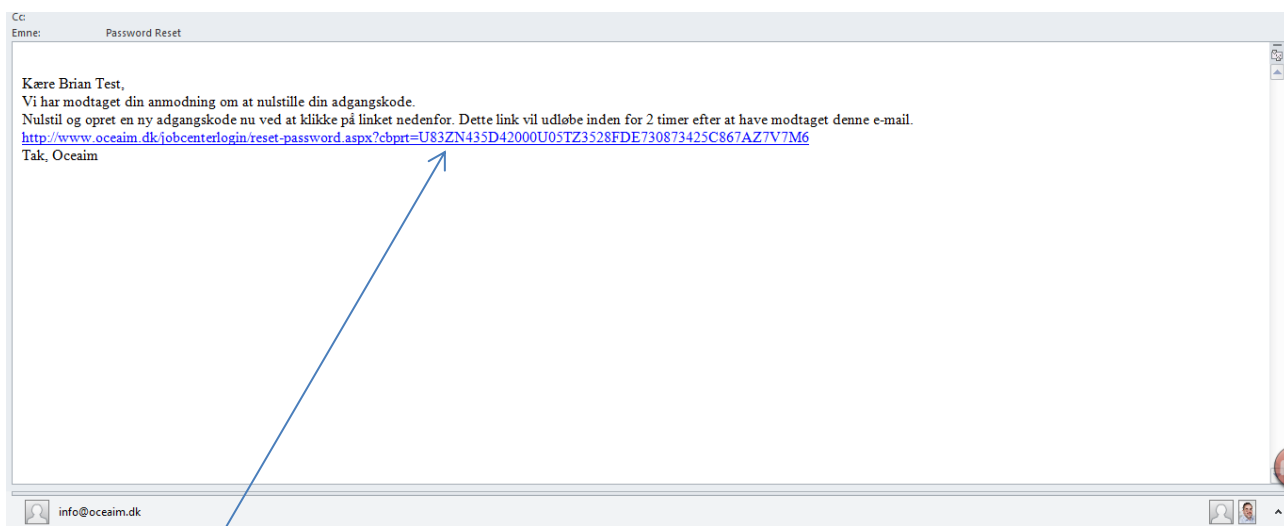 Cc:
Emne: Password Reset
Kære Brian Test,
Vi har modtaget din anmodning om at nulstille din adgangskode.
Nulstil og opret en ny adgangskode nu ved at klikke på linket nedenfor. Dette link vil udløbe inden for 2 timer efter at have modtaget denne e-mail.
http://www.oceaim.dk/jobcenterlogin/reset-password.aspx?cbprt=U83ZN435D42000U05TZ3528FDE730873425C867AZ7V7M6
Tak, Oceaim
info@oceaim.dk